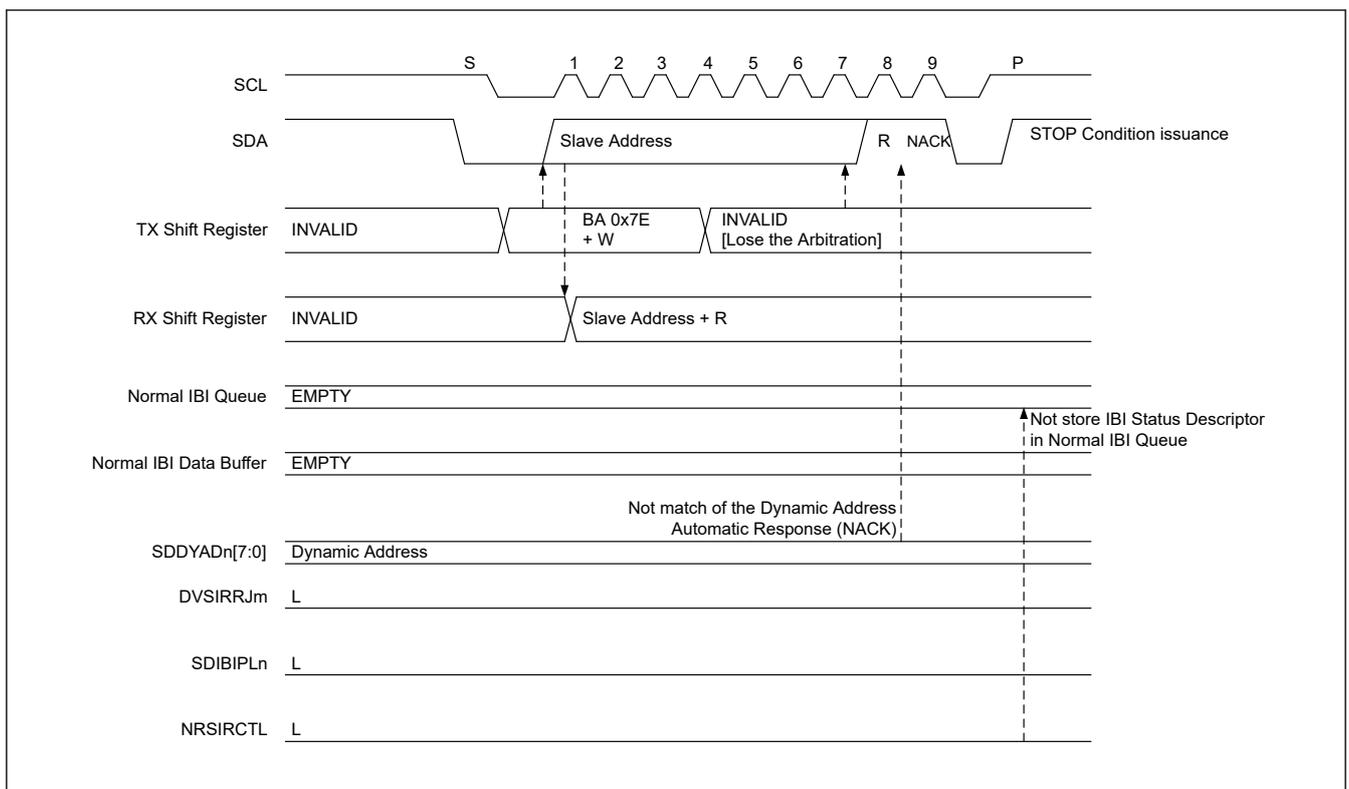 S 1 2 3 4 5 6 7 8 9 P
SCL
SDA Slave Address R NACK STOP Condition issuance
TX Shift Register INVALID BA 0x7E INVALID
+ W [Lose the Arbitration]
RX Shift Register INVALID Slave Address + R
Normal IBI Queue EMPTY
Not store IBI Status Descriptor
in Normal IBI Queue
Normal IBI Data Buffer EMPTY
Not match of the Dynamic Address
Automatic Response (NACK)
SDDYADn[7:0] Dynamic Address
DVSIRRJm L
SDIBIPLn L
NRSIRCTL L